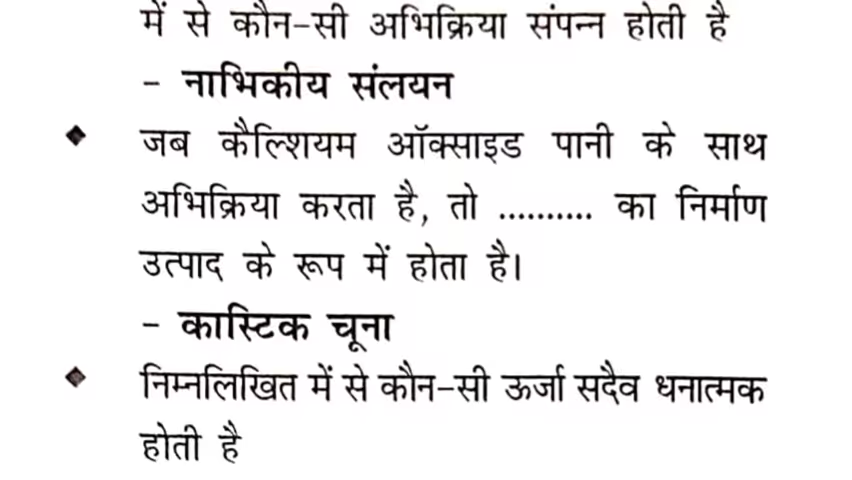 में से कौन-सी अभिक्रिया संपन्न होती है
- नाभिकीय संलयन
◆ जब कैल्शियम ऑक्साइड पानी के साथ
अभिक्रिया करता है, तो .......... का निर्माण
उत्पाद के रूप में होता है।
- कास्टिक चूना
◆ निम्नलिखित में से कौन-सी ऊर्जा सदैव धनात्मक
होती है